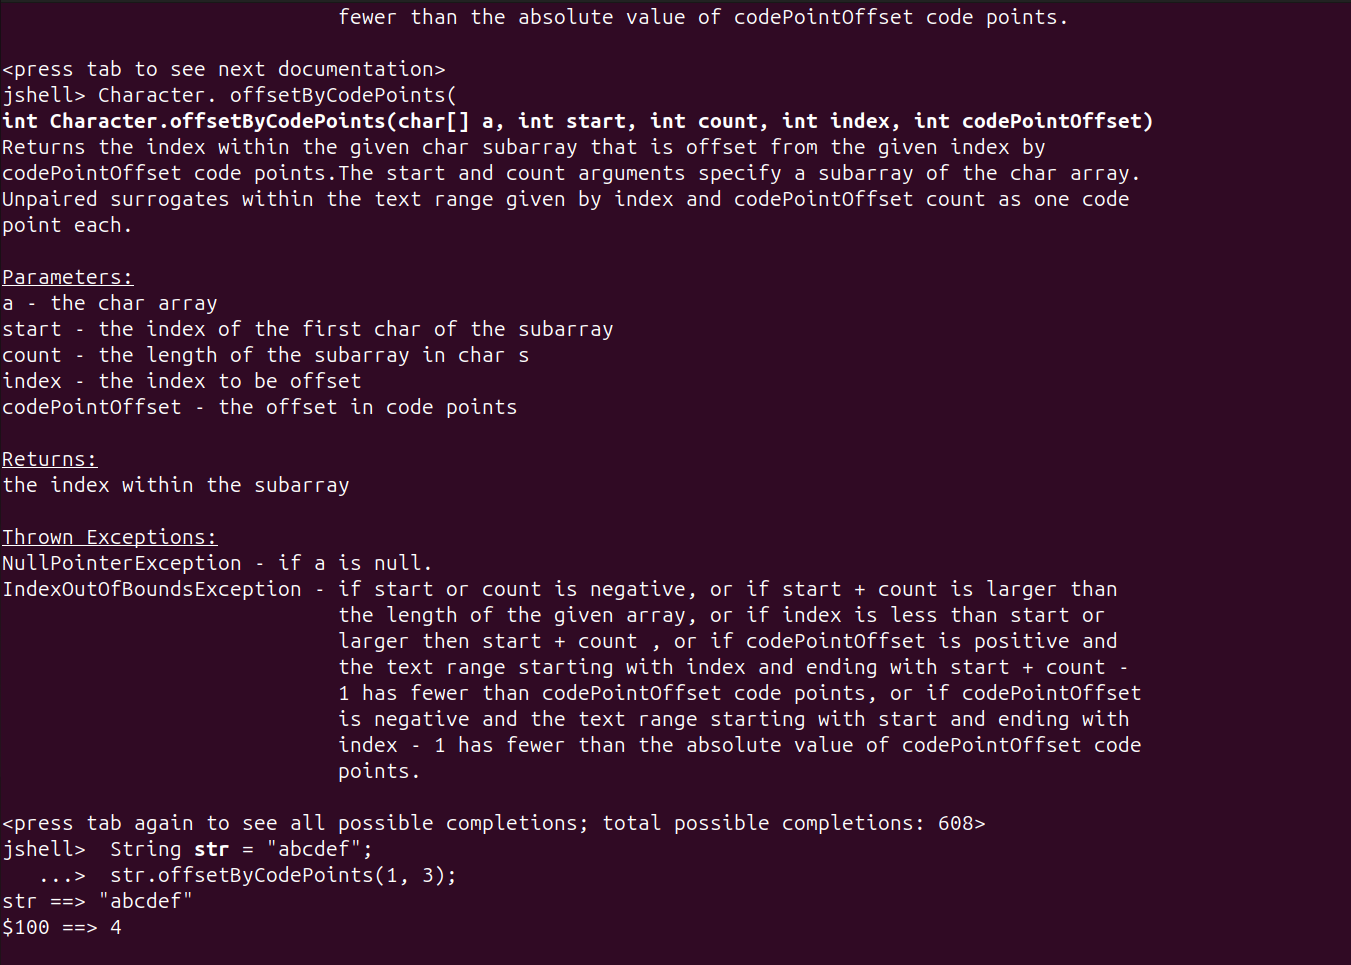 fewer than the absolute value of codePointOffset code points.
<press tab to see next documentation>
jshell> Character. offsetByCodePoints(
int Character.offsetByCodePoints(char[] a, int start, int count, int index, int codePointOffset)
Returns the index within the given char subarray that is offset from the given index by
codePointOffset code points.The start and count arguments specify a subarray of the char array.
Unpaired surrogates within the text range given by index and codePointOffset count as one code
point each.
Parameters:
a - the char array
start - the index of the first char of the subarray
count - the length of the subarray in char s
index - the index to be offset
codePointOffset - the offset in code points
Returns:
the index within the subarray
Thrown Exceptions:
NullPointerException - if a is null.
IndexOutOfBoundsException - if start or count is negative, or if start + count is larger than
the length of the given array, or if index is less than start or
larger then start + count , or if codePointOffset is positive and
the text range starting with index and ending with start + count -
1 has fewer than codePointOffset code points, or if codePointOffset
is negative and the text range starting with start and ending with
index - 1 has fewer than the absolute value of codePointOffset code
points.
<press tab again to see all possible completions; total possible completions: 608>
jshell>  String str = "abcdef";
   ...>  str.offsetByCodePoints(1, 3);
str ==> "abcdef"
$100 ==> 4